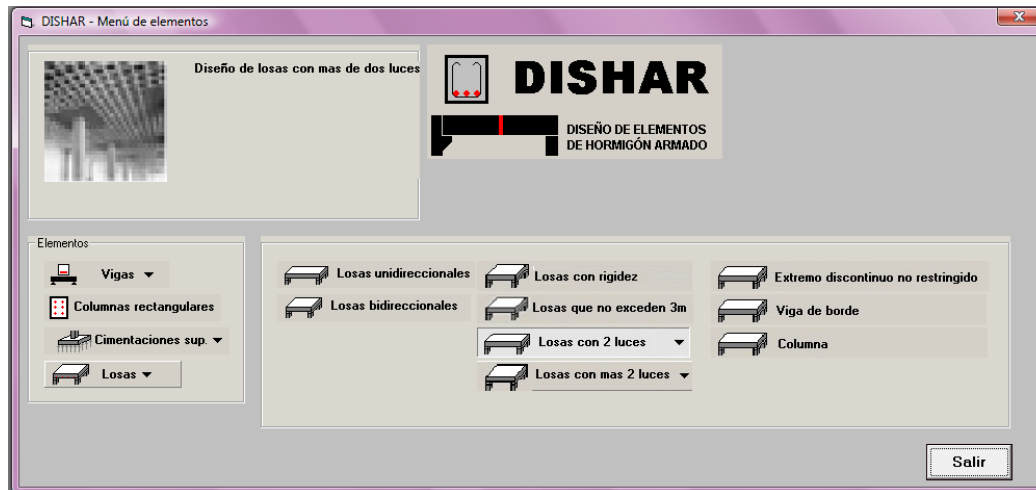 DISHAR - Menú de elementos
Diseño de losas con mas de dos luces
DISHAR
DISEÑO DE ELEMENTOS
DE HORMIGÓN ARMADO
Elementos
Vigas
Columnas rectangulares
Cimentaciones sup.
Losas
Losas unidireccionales
Losas bidireccionales
Losas con rigidez
Losas que no exceden 3m
Losas con 2 luces
Losas con mas 2 luces
Extremo discontinuo no restringido
Viga de borde
Columna
Salir